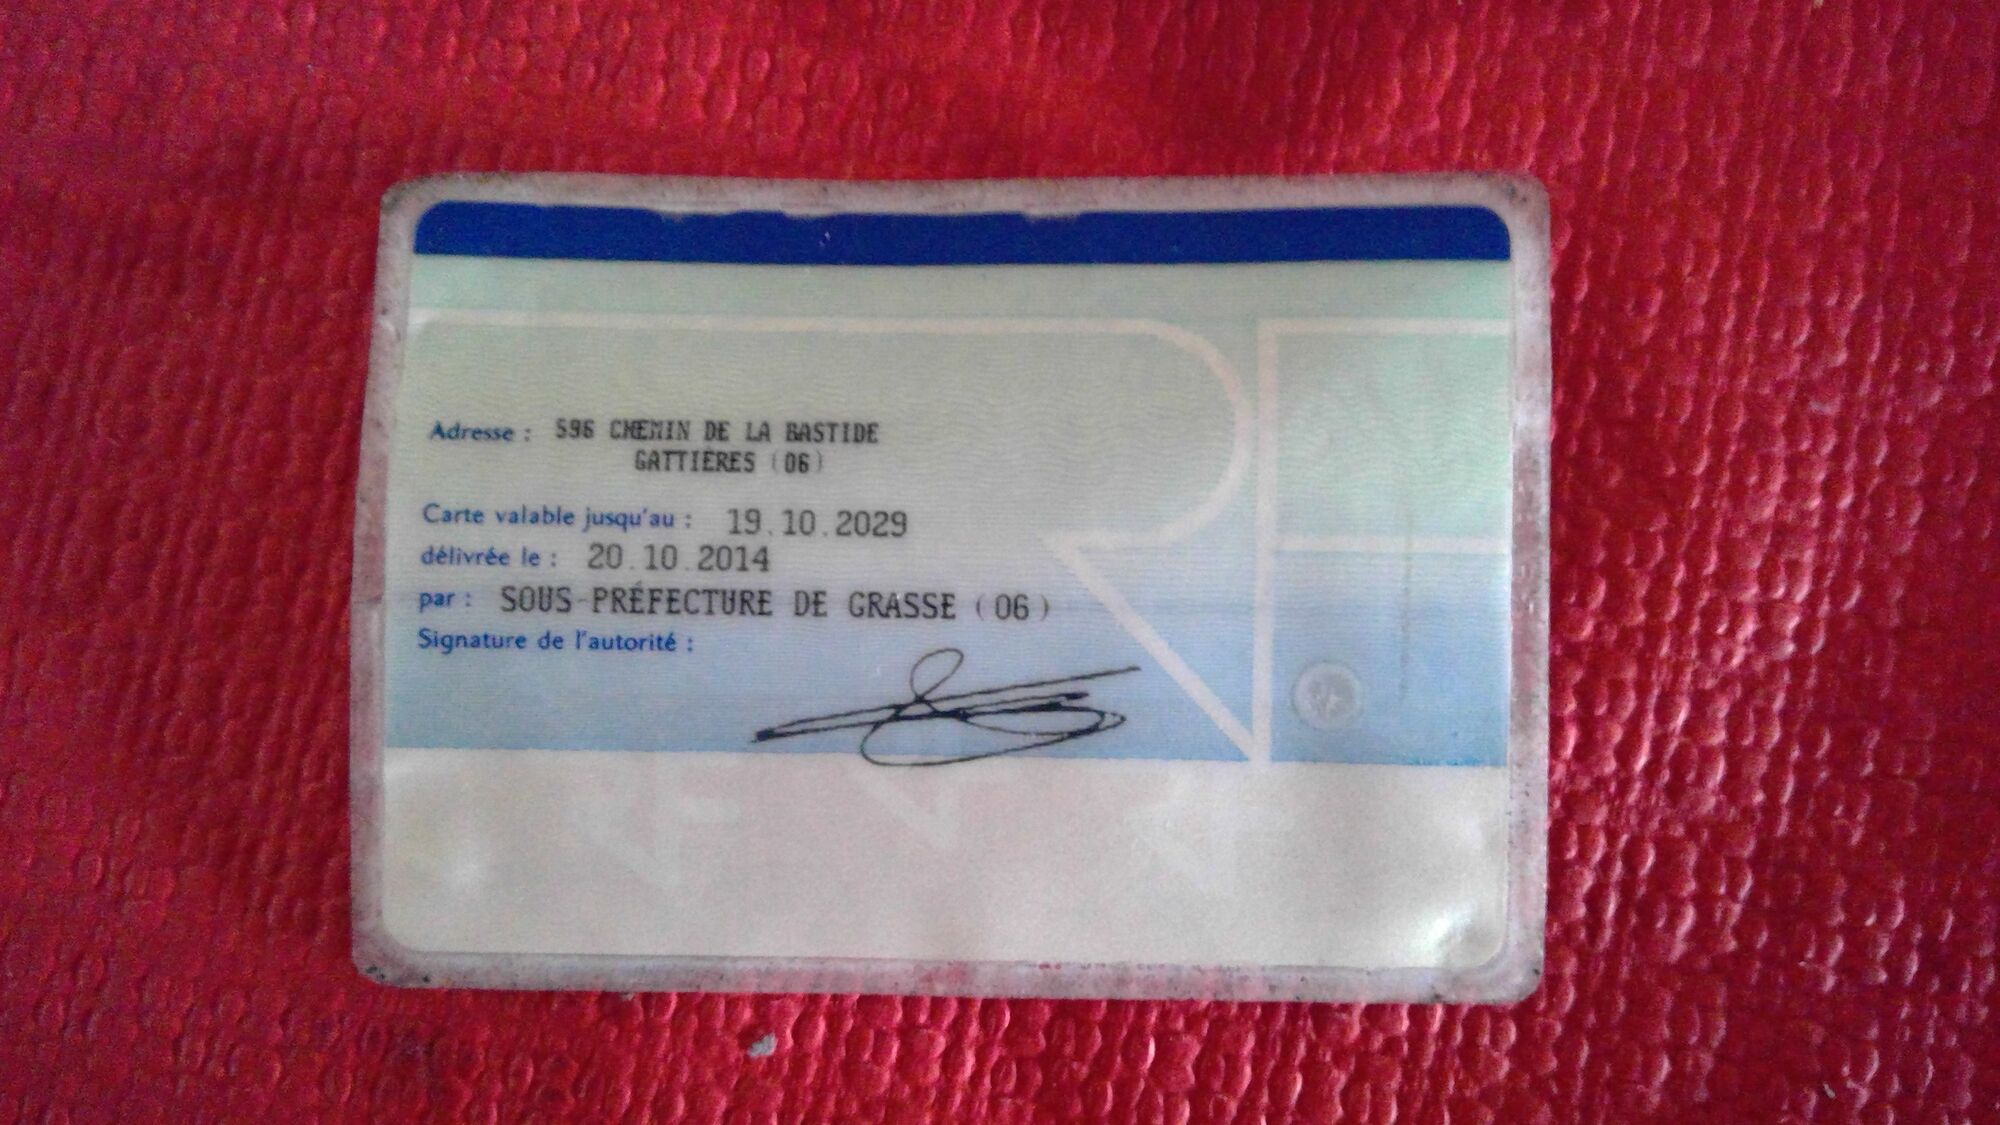 Adresse : 596 CHEMIN DE LA BASTIDE
GATTIÈRES (06)
Carte valable jusqu'au : 19.10.2029
délivrée le : 20.10.2014
par : SOUS-PRÉFECTURE DE GRASSE (06)
Signature de l'autorité :
RF